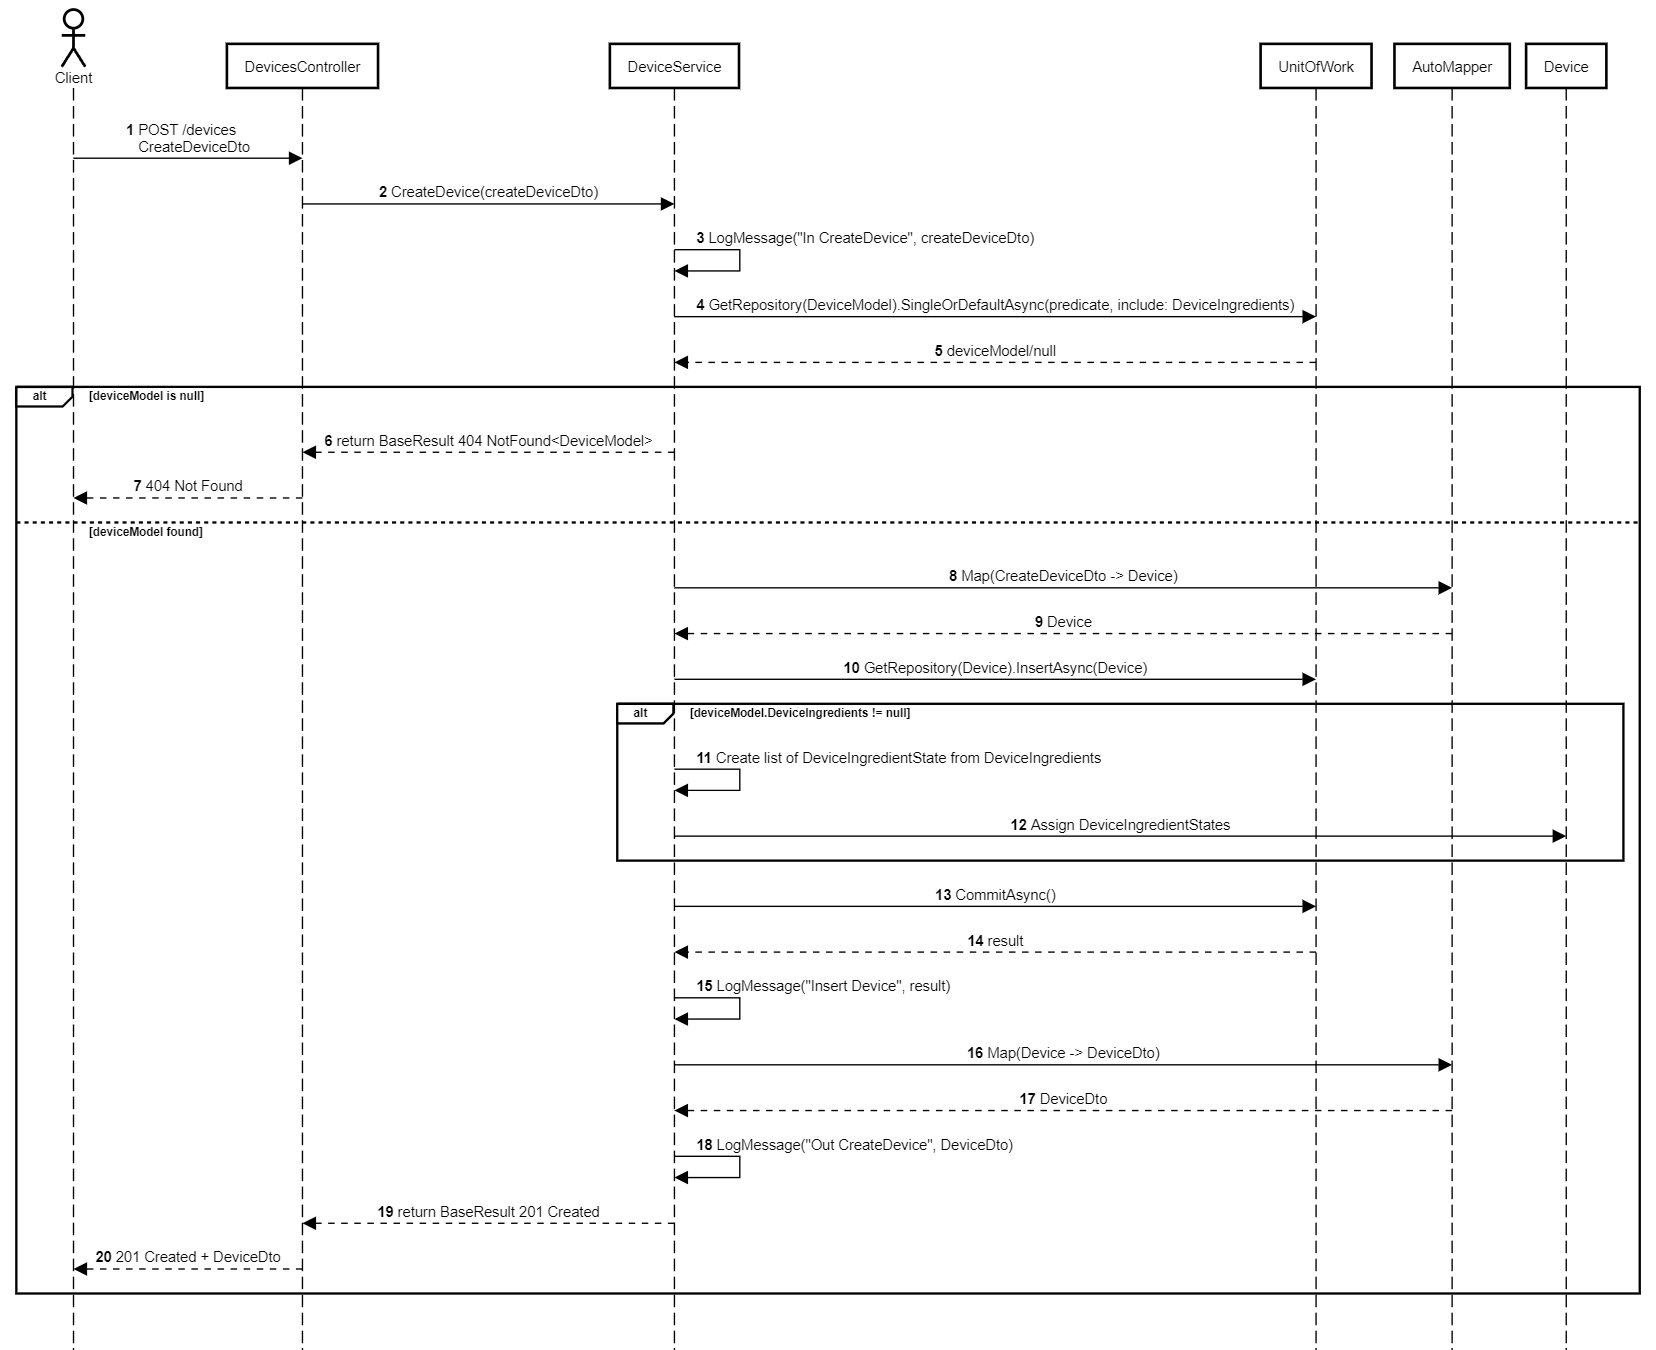 Client
DevicesController
DeviceService
UnitOfWork
AutoMapper
Device
1 POST /devices
CreateDeviceDto
2 CreateDevice(createDeviceDto)
3 LogMessage("In CreateDevice", createDeviceDto)
4 GetRepository(DeviceModel).SingleOrDefaultAsync(predicate, include: DeviceIngredients)
5 deviceModel/null
alt [deviceModel is null]
6 return BaseResult 404 NotFound<DeviceModel>
7 404 Not Found
[deviceModel found]
8 Map(CreateDeviceDto -> Device)
9 Device
10 GetRepository(Device).InsertAsync(Device)
alt [deviceModel.DeviceIngredients != null]
11 Create list of DeviceIngredientState from DeviceIngredients
12 Assign DeviceIngredientStates
13 CommitAsync()
14 result
15 LogMessage("Insert Device", result)
16 Map(Device -> DeviceDto)
17 DeviceDto
18 LogMessage("Out CreateDevice", DeviceDto)
19 return BaseResult 201 Created
20 201 Created + DeviceDto